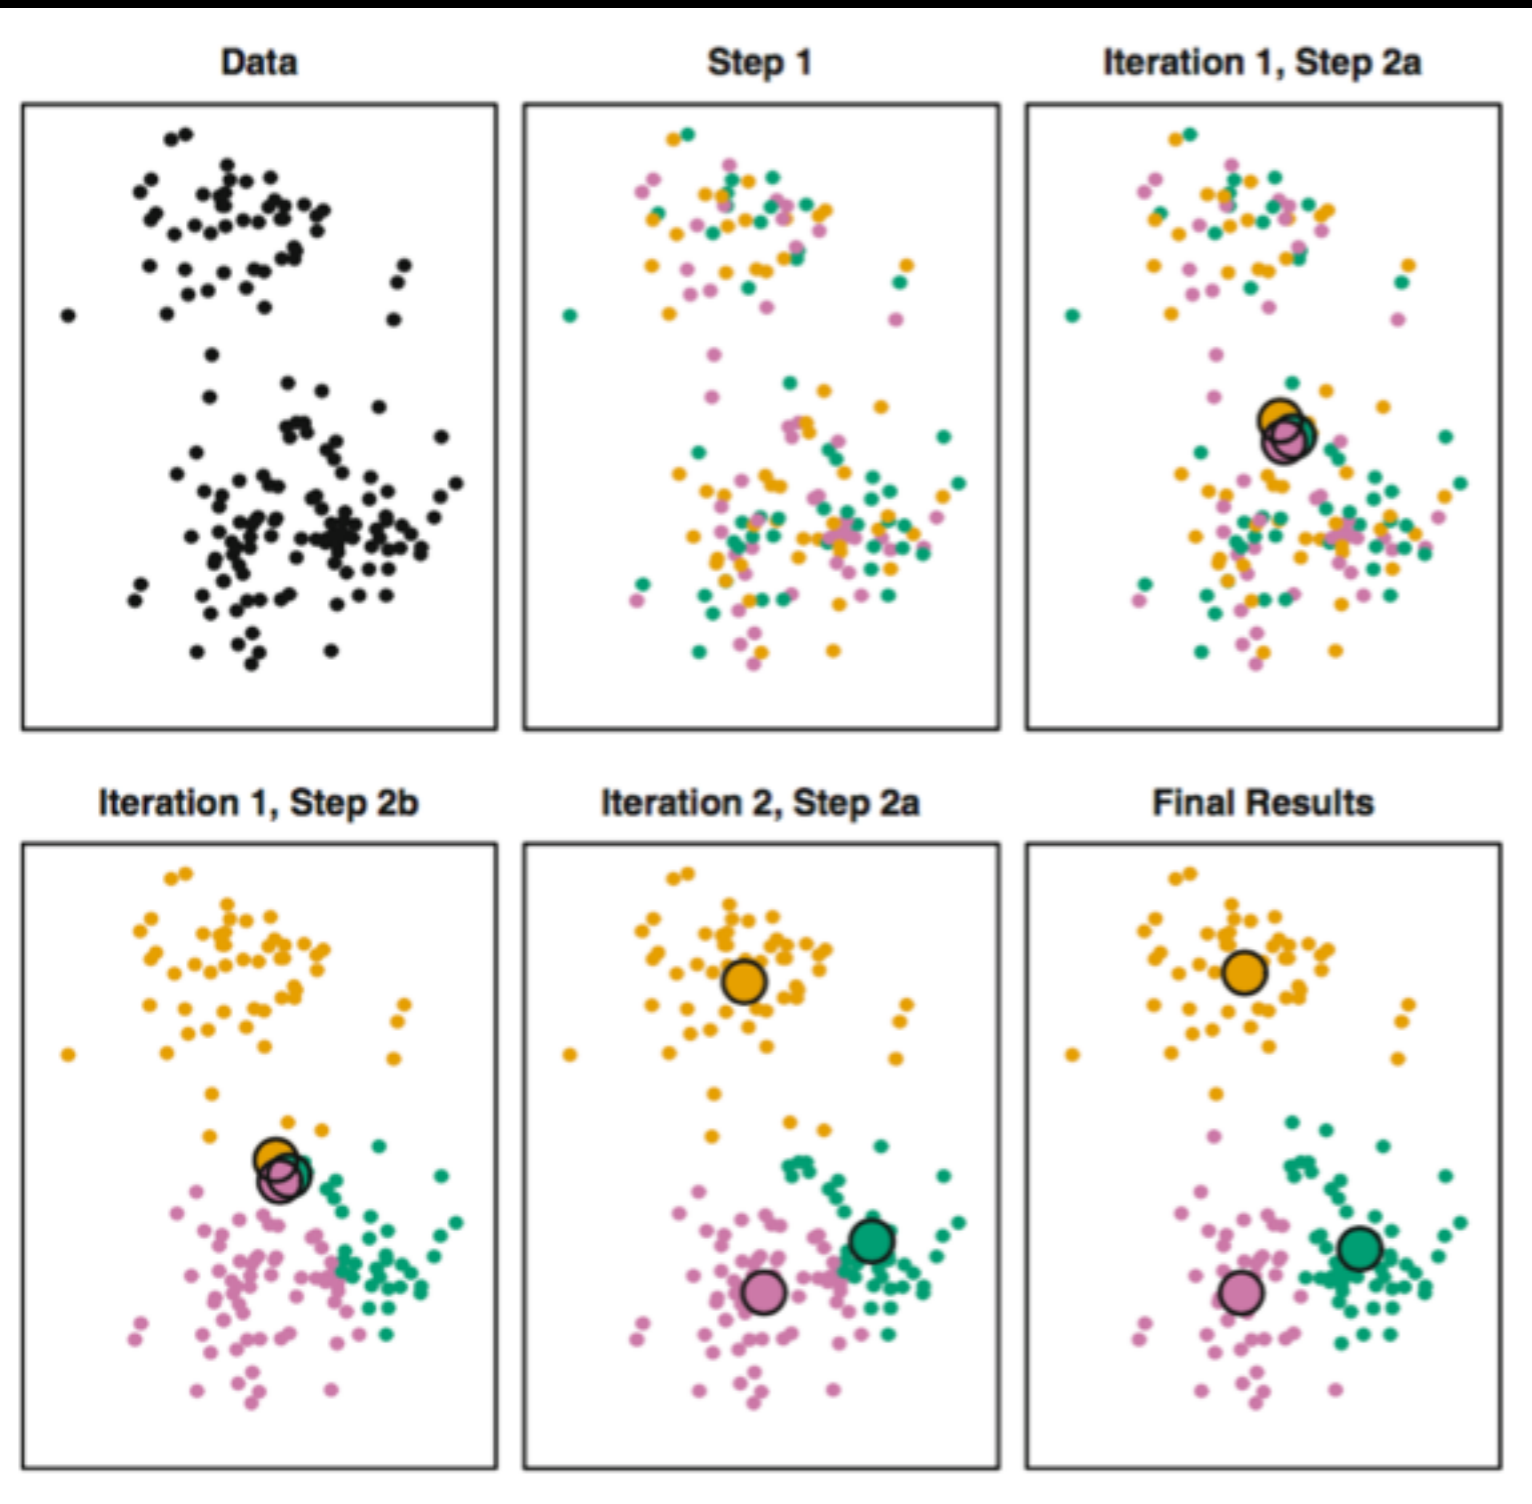 Data
Step 1
Iteration 1, Step 2a
Iteration 1, Step 2b
Iteration 2, Step 2a
Final Results